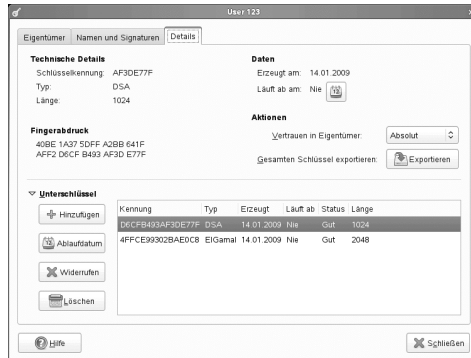 User 123
Eigentümer Namen und Signaturen Details
Technische Details
Schlüsselkennung: AF3DE77F
Typ: DSA
Länge: 1024
Fingerabdruck
40BE 1A37 5DFF A2BB 641F
AFF2 D6CF B493 AF3D E77F
Daten
Erzeugt am: 14.01.2009
Läuft ab am: Nie
Aktionen
Vertrauen in Eigentümer: Absolut
Gesamten Schlüssel exportieren: Exportieren
Unterschlüssel
Hinzufügen
Ablaufdatum
Widerrufen
Löschen
Kennung Typ Erzeugt Läuft ab Status Länge
D6CFB493AF3DE77F DSA 14.01.2009 Nie Gut 1024
4FFCE99302BAE0C8 ElGamal 14.01.2009 Nie Gut 2048
Hilfe Schließen